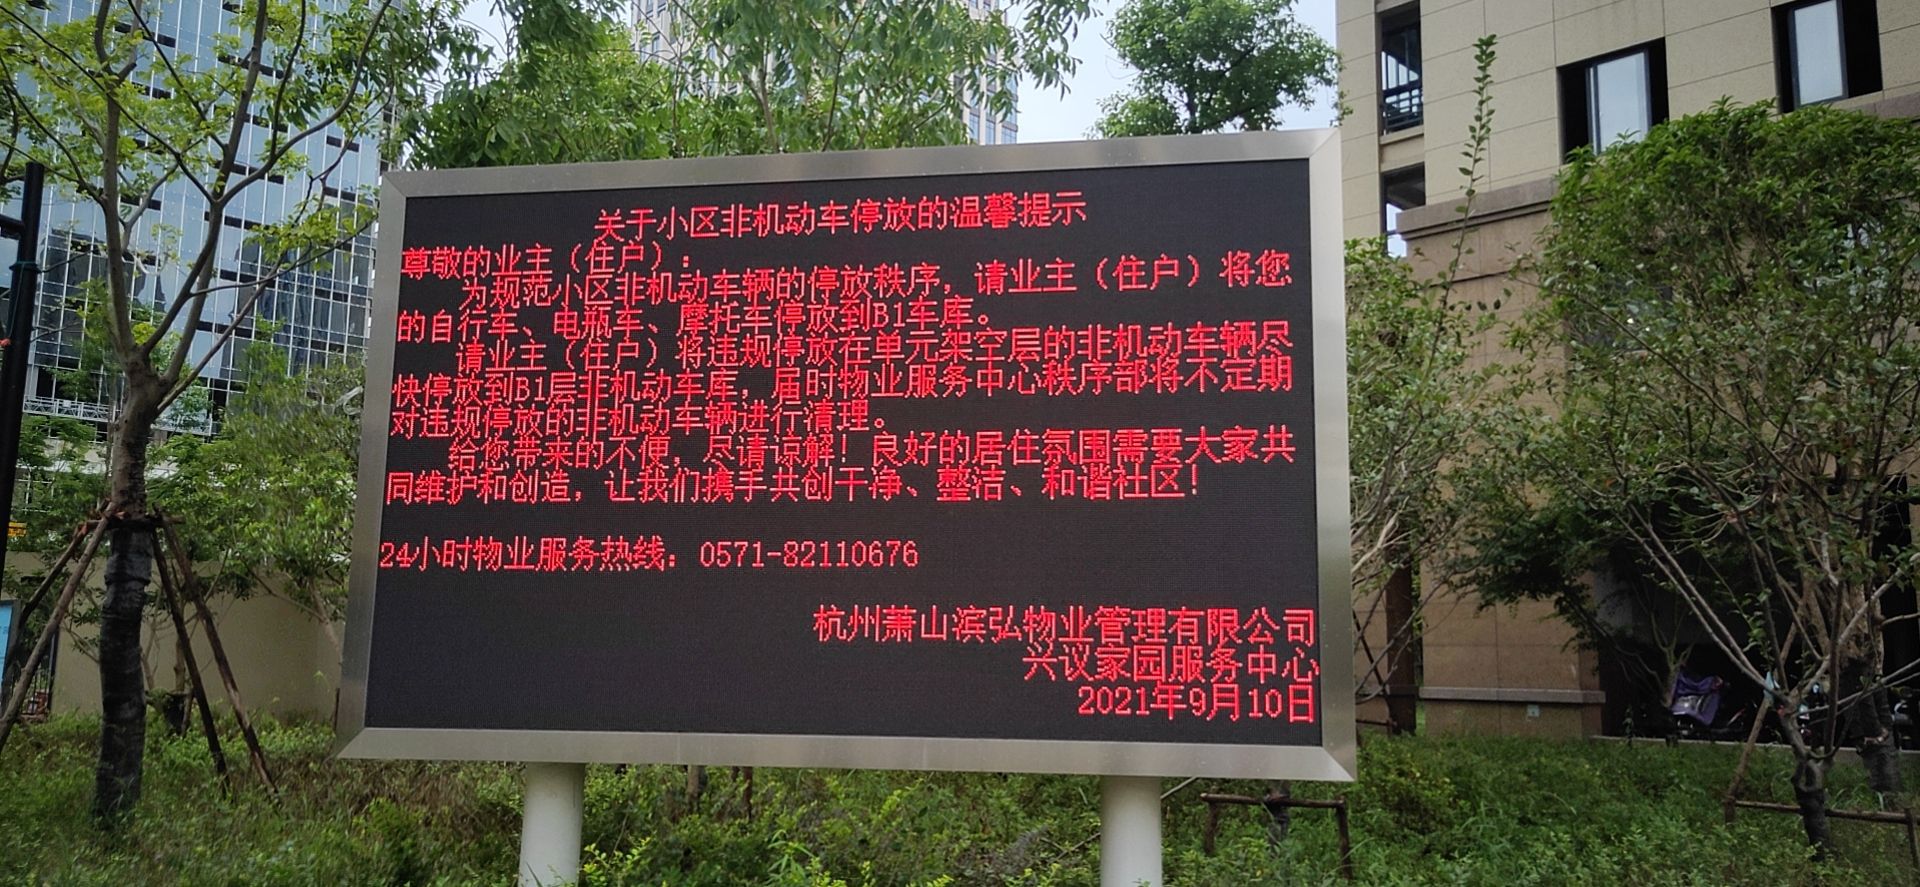 关于小区非机动车停放的温馨提示
尊敬的业主（住户）：
为规范小区非机动车辆的停放秩序，请业主（住户）将您
的自行车、电瓶车、摩托车停放到B1车库。
请业主（住户）将违规停放在单元架空层的非机动车辆尽
快停放到B1层非机动车库，届时物业服务中心秩序部将不定期
对违规停放的非机动车辆进行清理。
给您带来的不便，尽请谅解！良好的居住氛围需要大家共
同维护和创造，让我们携手共创干净、整洁、和谐社区！
24小时物业服务热线：0571-82110676
杭州萧山滨弘物业管理有限公司
兴议家园服务中心
2021年9月10日